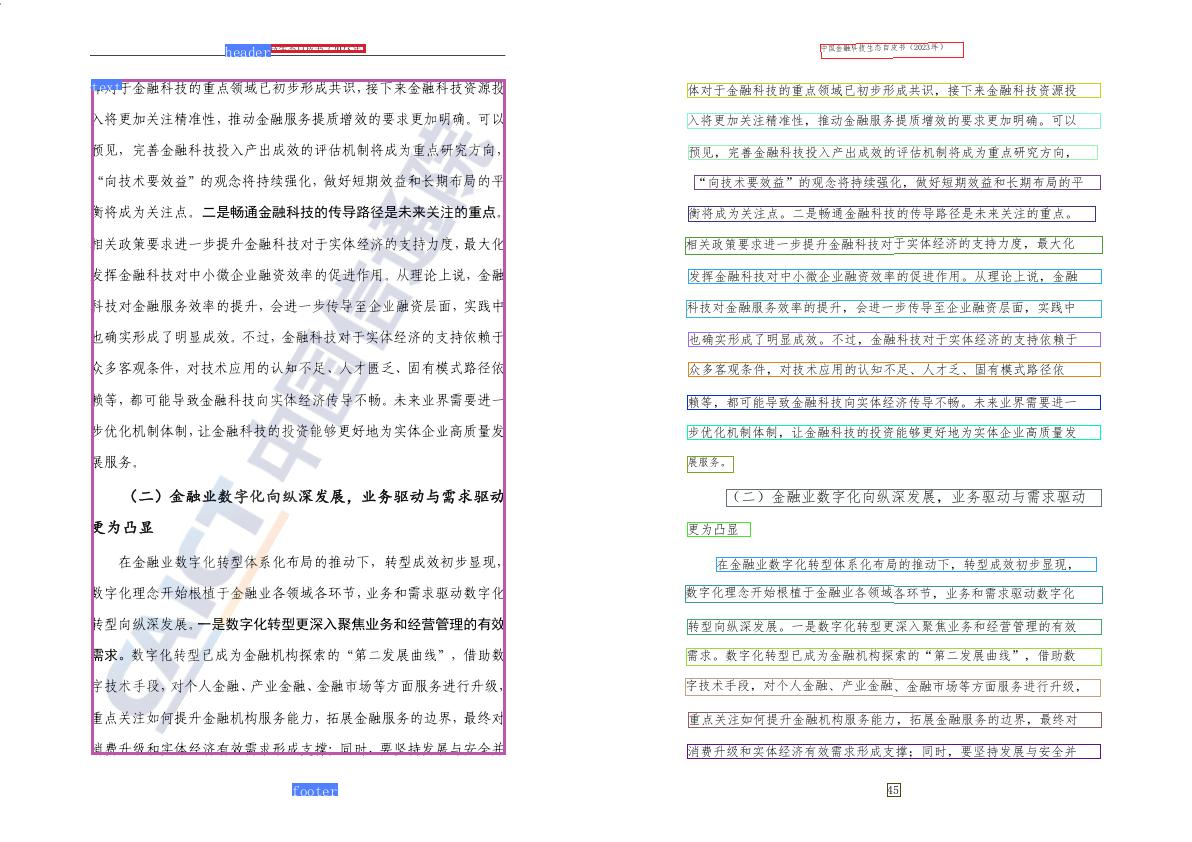 header
text
体对于金融科技的重点领域已初步形成共识，接下来金融科技资源投
入将更加关注精准性，推动金融服务提质增效的要求更加明确。可以
预见，完善金融科技投入产出成效的评估机制将成为重点研究方向，
“向技术要效益”的观念将持续强化，做好短期效益和长期布局的平
衡将成为关注点。二是畅通金融科技的传导路径是未来关注的重点。
相关政策要求进一步提升金融科技对于实体经济的支持力度，最大化
发挥金融科技对中小微企业融资效率的促进作用。从理论上说，金融
科技对金融服务效率的提升，会进一步传导至企业融资层面，实践中
也确实形成了明显成效。不过，金融科技对于实体经济的支持依赖于
众多客观条件，对技术应用的认知不足、人才匮乏、固有模式路径依
赖等，都可能导致金融科技向实体经济传导不畅。未来业界需要进一
步优化机制体制，让金融科技的投资能够更好地为实体企业高质量发
展服务。
（二）金融业数字化向纵深发展，业务驱动与需求驱动
更为凸显
在金融业数字化转型体系化布局的推动下，转型成效初步显现，
数字化理念开始根植于金融业各领域各环节，业务和需求驱动数字化
转型向纵深发展。一是数字化转型更深入聚焦业务和经营管理的有效
需求。数字化转型已成为金融机构探索的“第二发展曲线”，借助数
字技术手段，对个人金融、产业金融、金融市场等方面服务进行升级，
重点关注如何提升金融机构服务能力，拓展金融服务的边界，最终对
消费升级和实体经济有效需求形成支撑；同时，要坚持发展与安全并
CAICT 中国信通院
footer
中国金融科技生态白皮书（2023年）
体对于金融科技的重点领域已初步形成共识，接下来金融科技资源投
入将更加关注精准性，推动金融服务提质增效的要求更加明确。可以
预见，完善金融科技投入产出成效的评估机制将成为重点研究方向，
“向技术要效益”的观念将持续强化，做好短期效益和长期布局的平
衡将成为关注点。二是畅通金融科技的传导路径是未来关注的重点。
相关政策要求进一步提升金融科技对于实体经济的支持力度，最大化
发挥金融科技对中小微企业融资效率的促进作用。从理论上说，金融
科技对金融服务效率的提升，会进一步传导至企业融资层面，实践中
也确实形成了明显成效。不过，金融科技对于实体经济的支持依赖于
众多客观条件，对技术应用的认知不足、人才乏、固有模式路径依
赖等，都可能导致金融科技向实体经济传导不畅。未来业界需要进一
步优化机制体制，让金融科技的投资能够更好地为实体企业高质量发
展服务。
（二）金融业数字化向纵深发展，业务驱动与需求驱动
更为凸显
在金融业数字化转型体系化布局的推动下，转型成效初步显现，
数字化理念开始根植于金融业各领域各环节，业务和需求驱动数字化
转型向纵深发展。一是数字化转型更深入聚焦业务和经营管理的有效
需求。数字化转型已成为金融机构探索的“第二发展曲线”，借助数
字技术手段，对个人金融、产业金融、金融市场等方面服务进行升级，
重点关注如何提升金融机构服务能力，拓展金融服务的边界，最终对
消费升级和实体经济有效需求形成支撑；同时，要坚持发展与安全并
45